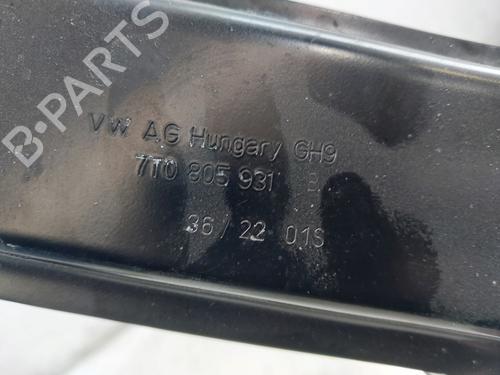 B-PARTS
VW AG Hungary GH9
7T0 805 931 B
36/22 01S